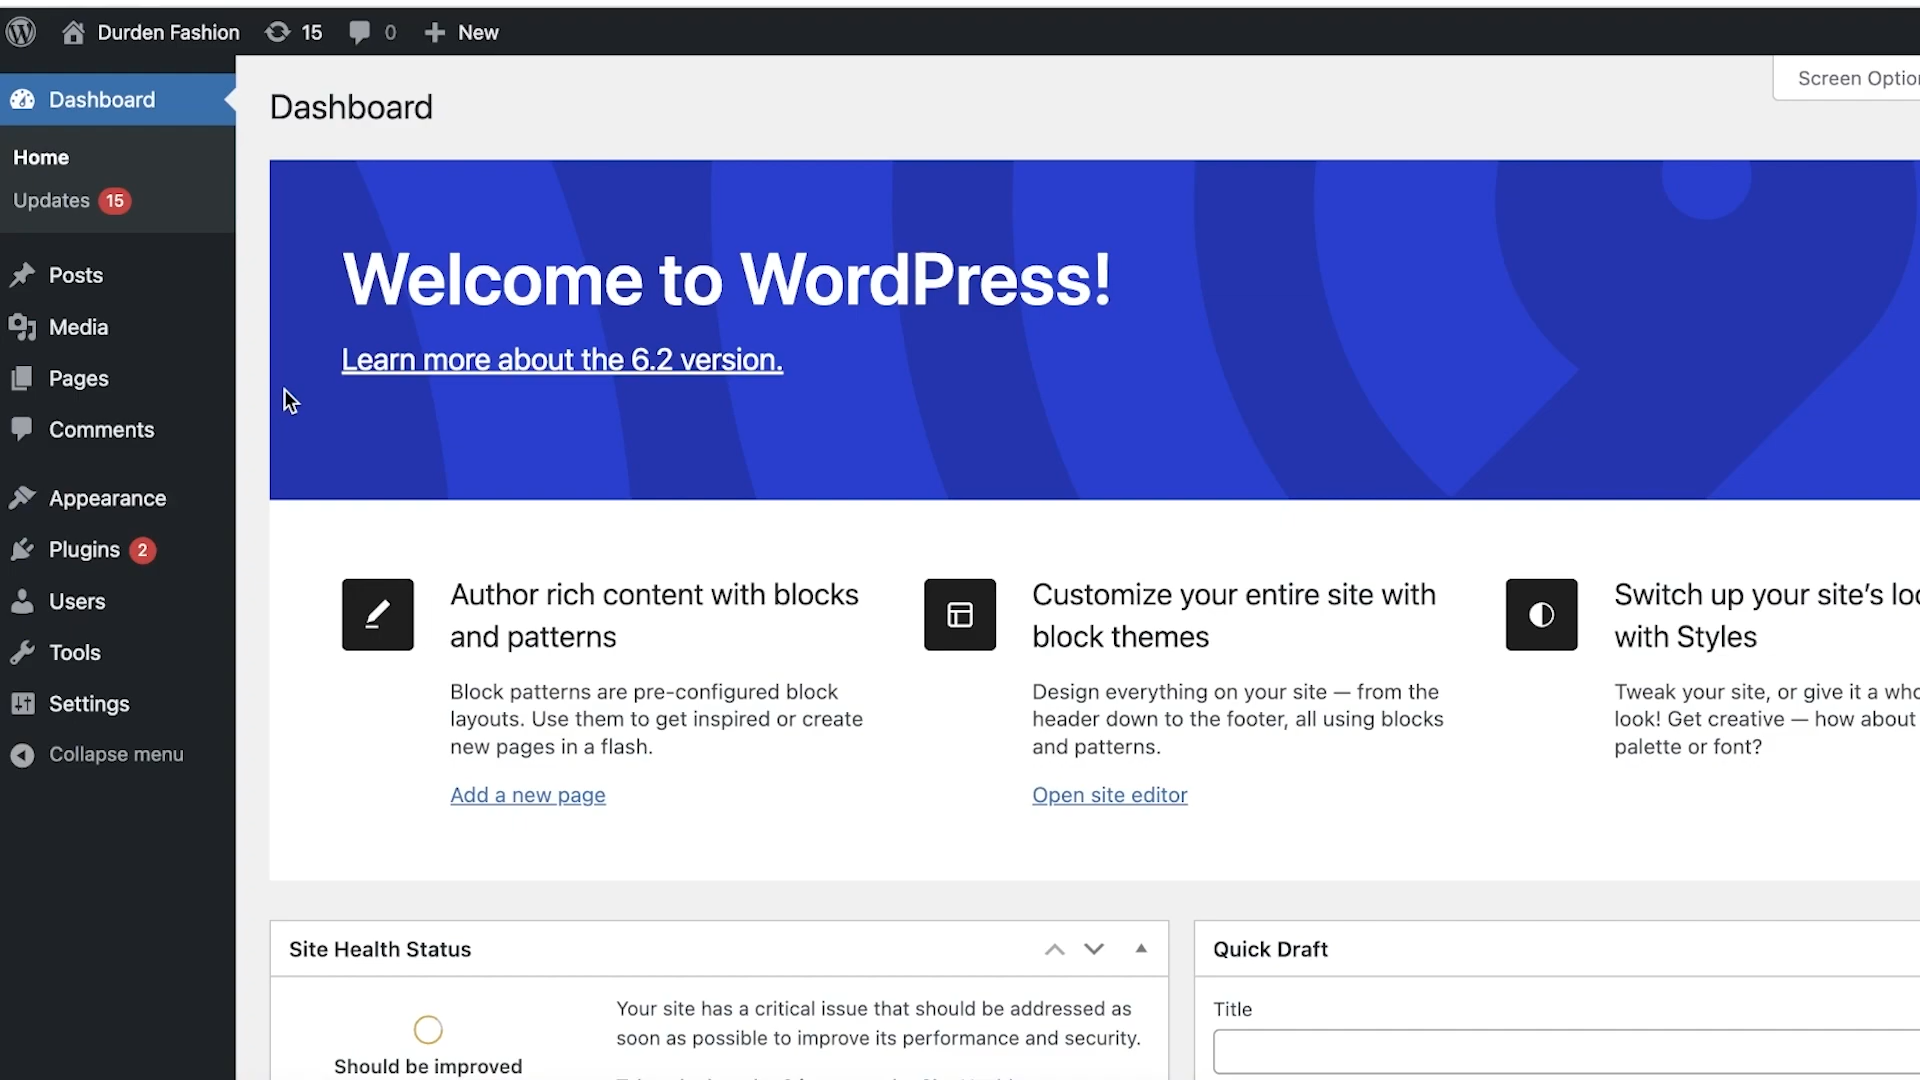 Durden Fashion 15 0 New
Screen Optio
Dashboard
Dashboard
Home
Updates 15
Posts
Media
Pages
Comments
Appearance
Plugins 2
Users
Tools
Settings
Collapse menu
Welcome to WordPress!
Learn more about the 6.2 version.
Author rich content with blocks
and patterns
Block patterns are pre-configured block
layouts. Use them to get inspired or create
new pages in a flash.
Add a new page
Customize your entire site with
block themes
Design everything on your site — from the
header down to the footer, all using blocks
and patterns.
Open site editor
Switch up your site’s loo
with Styles
Tweak your site, or give it a who
look! Get creative — how about
palette or font?
Site Health Status
Should be improved
Your site has a critical issue that should be addressed as
soon as possible to improve its performance and security.
Quick Draft
Title